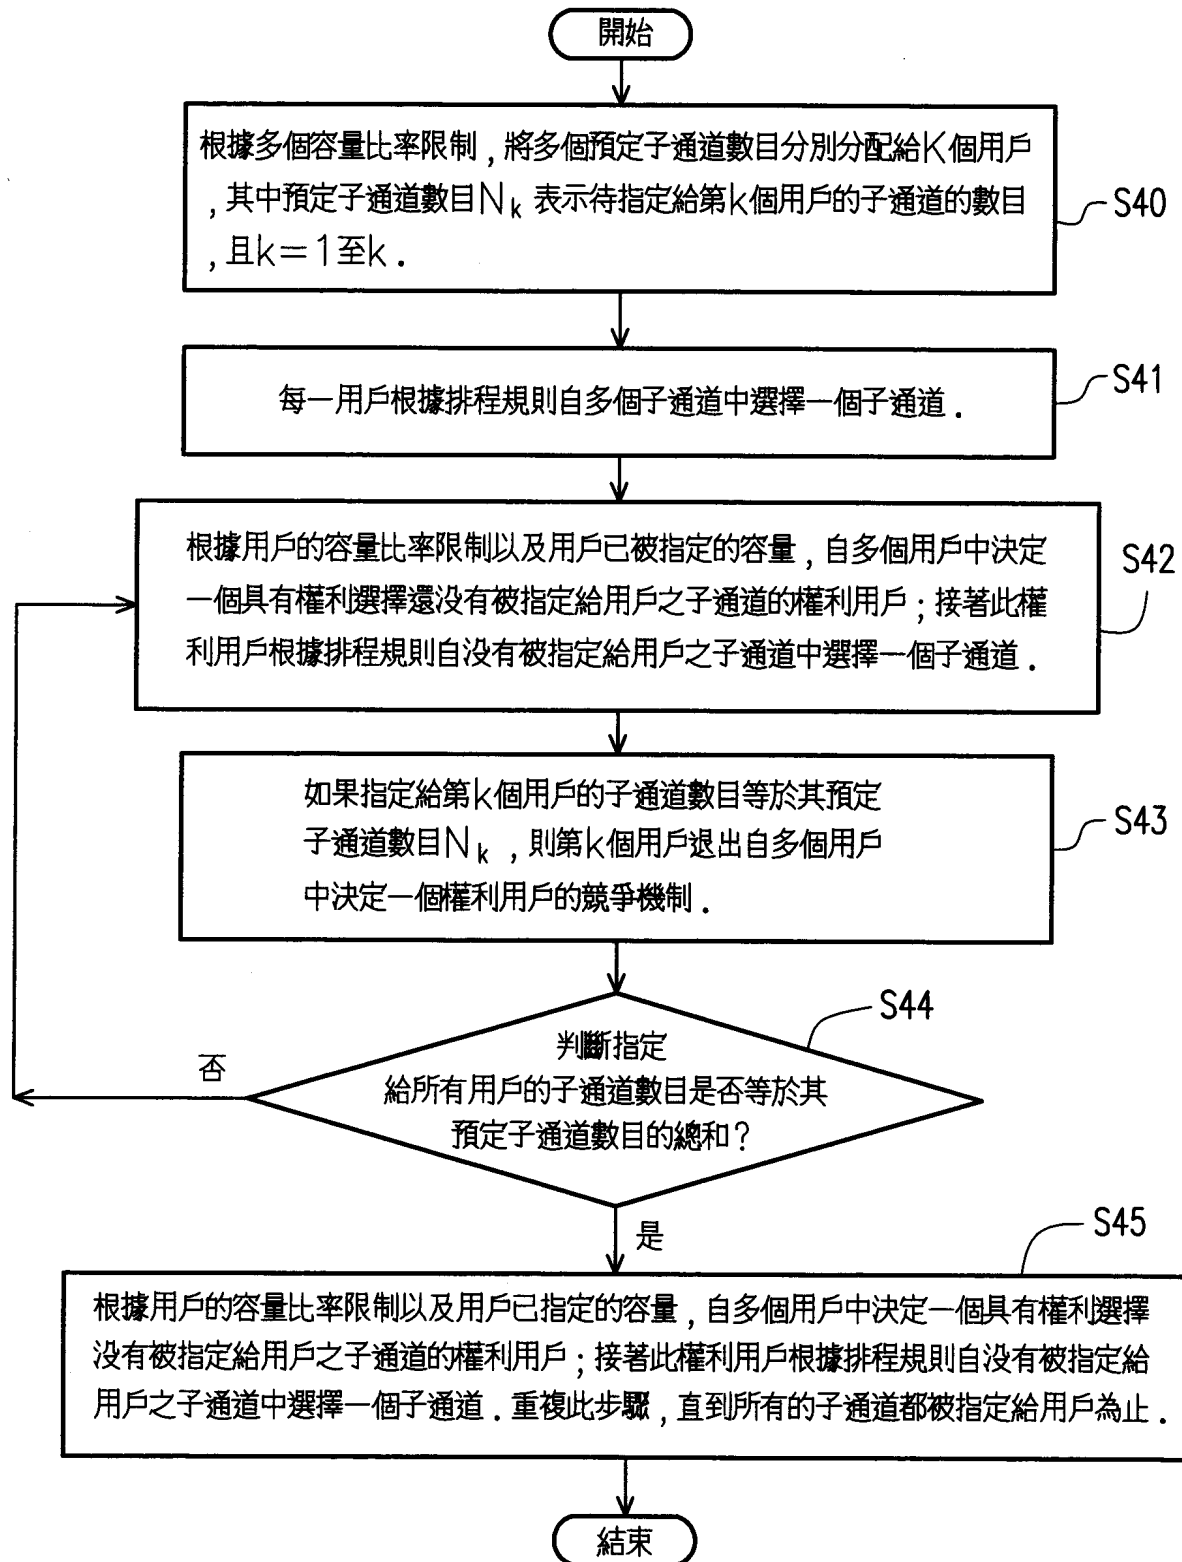 開始
根據多個容量比率限制,將多個預定子通道數目分別分配給K個用戶
,其中預定子通道數目Nk 表示待指定給第k個用戶的子通道的數目
,且k=1至k.
S40
每一用戶根據排程規則自多個子通道中選擇一個子通道.
S41
根據用戶的容量比率限制以及用戶已被指定的容量,自多個用戶中決定
一個具有權利選擇還沒有被指定給用戶之子通道的權利用戶;接著此權
利用戶根據排程規則自沒有被指定給用戶之子通道中選擇一個子通道.
S42
如果指定給第k個用戶的子通道數目等於其預定
子通道數目Nk ,則第k個用戶退出自多個用戶
中決定一個權利用戶的競爭機制.
S43
S44
判斷指定
給所有用戶的子通道數目是否等於其
預定子通道數目的總和?
否
是
S45
根據用戶的容量比率限制以及用戶已指定的容量,自多個用戶中決定一個具有權利選擇
沒有被指定給用戶之子通道的權利用戶;接著此權利用戶根據排程規則自沒有被指定給
用戶之子通道中選擇一個子通道.重複此步驟,直到所有的子通道都被指定給用戶為止.
結束